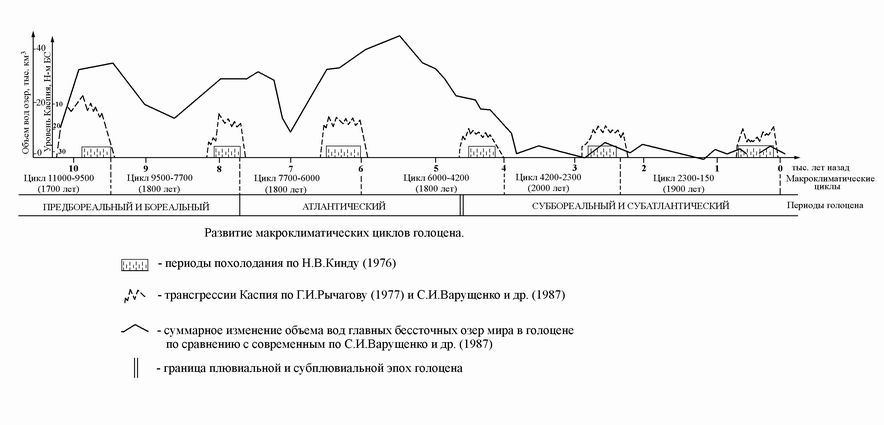 Объем вод озер, тыс. км³
Уровень Каспия, Н-м БС
40
20
0
-10
20
-30
10 9 8 7 6 5 4 3 2 1 0 тыс. лет назад
Цикл 11000-9500 Цикл 9500-7700 Цикл 7700-6000 Цикл 6000-4200 Цикл 4200-2300 Цикл 2300-150 Макроклиматические
(1700 лет) (1800 лет) (1800 лет) (1800 лет) (2000 лет) (1900 лет) циклы
ПРЕДБОРЕАЛЬНЫЙ И БОРЕАЛЬНЫЙ АТЛАНТИЧЕСКИЙ СУББОРЕАЛЬНЫЙ И СУБАТЛАНТИЧЕСКИЙ Периоды голоцена
Развитие макроклиматических циклов голоцена.
- периоды похолодания по Н.В.Кинду (1976)
- трансгрессии Каспия по Г.И.Рычагову (1977) и С.И.Варущенко и др. (1987)
- суммарное изменение объема вод главных бессточных озер мира в голоцене
по сравнению с современным по С.И.Варущенко и др. (1987)
- граница плювиальной и субплювиальной эпох голоцена